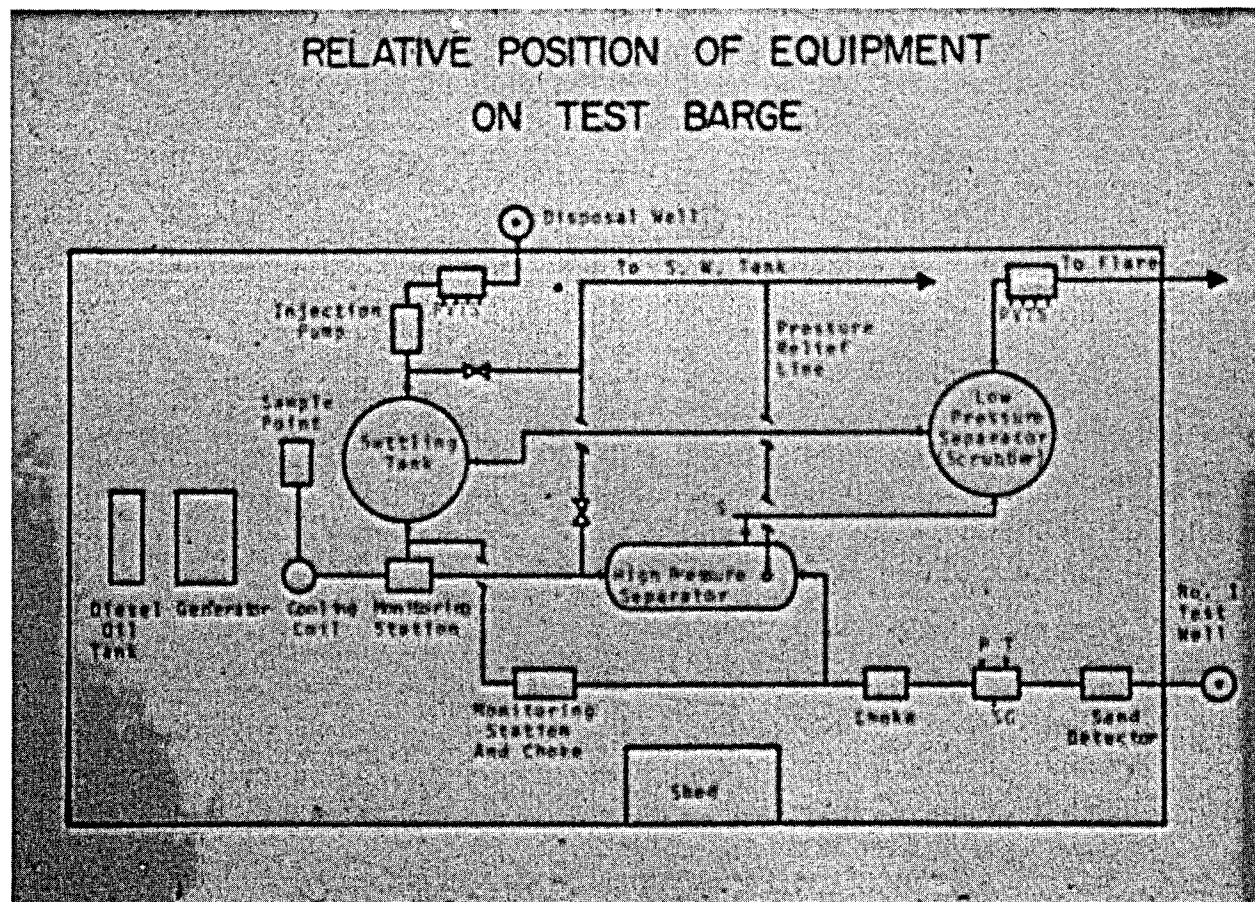 RELATIVE POSITION OF EQUIPMENT
ON TEST BARGE
Disposal Well
To S. W. Tank
To Flare
Injection
Pump
PVTS
PVTS
Pressure
Relief
Line
Sample
Point
Settling
Tank
Low
Pressure
Separator
(Scrubber)
S
High Pressure
Separator
Diesel
Oil
Tank
Generator
Cooling
Coil
Monitoring
Station
No. 1
Test
Well
P T
Monitoring
Station
And Choke
Choke
SG
Sand
Detector
Shed